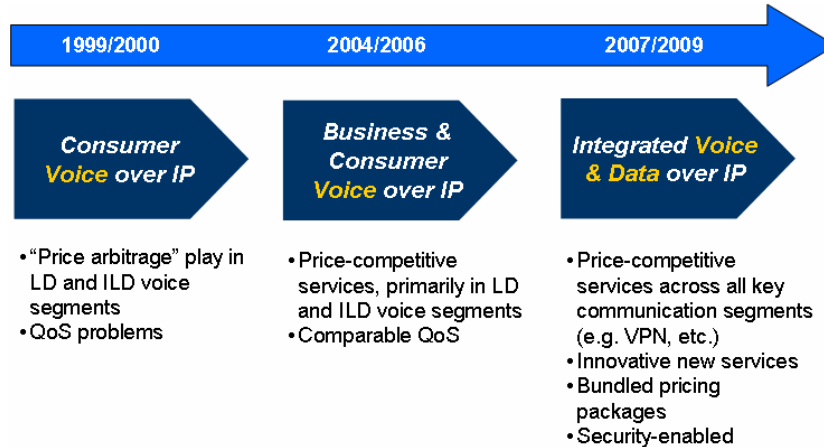 1999/2000
2004/2006
2007/2009
Consumer
Voice over IP
Business &
Consumer
Voice over IP
Integrated Voice
& Data over IP
•“Price arbitrage” play in
LD and ILD voice
segments
•QoS problems
•Price-competitive
services, primarily in LD
and ILD voice segments
•Comparable QoS
•Price-competitive
services across all key
communication segments
(e.g. VPN, etc.)
•Innovative new services
•Bundled pricing
packages
•Security-enabled